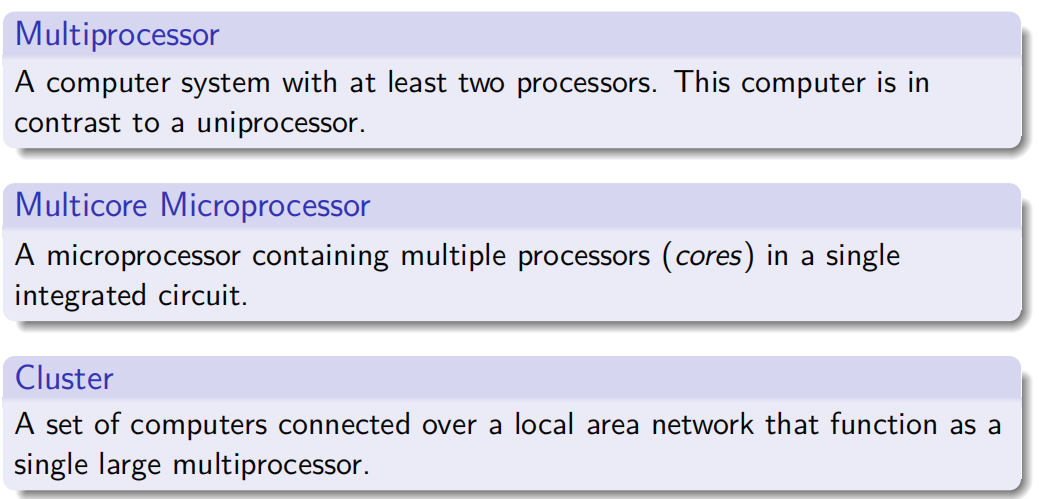 Multiprocessor
A computer system with at least two processors. This computer is in
contrast to a uniprocessor.
Multicore Microprocessor
A microprocessor containing multiple processors (cores) in a single
integrated circuit.
Cluster
A set of computers connected over a local area network that function as a
single large multiprocessor.